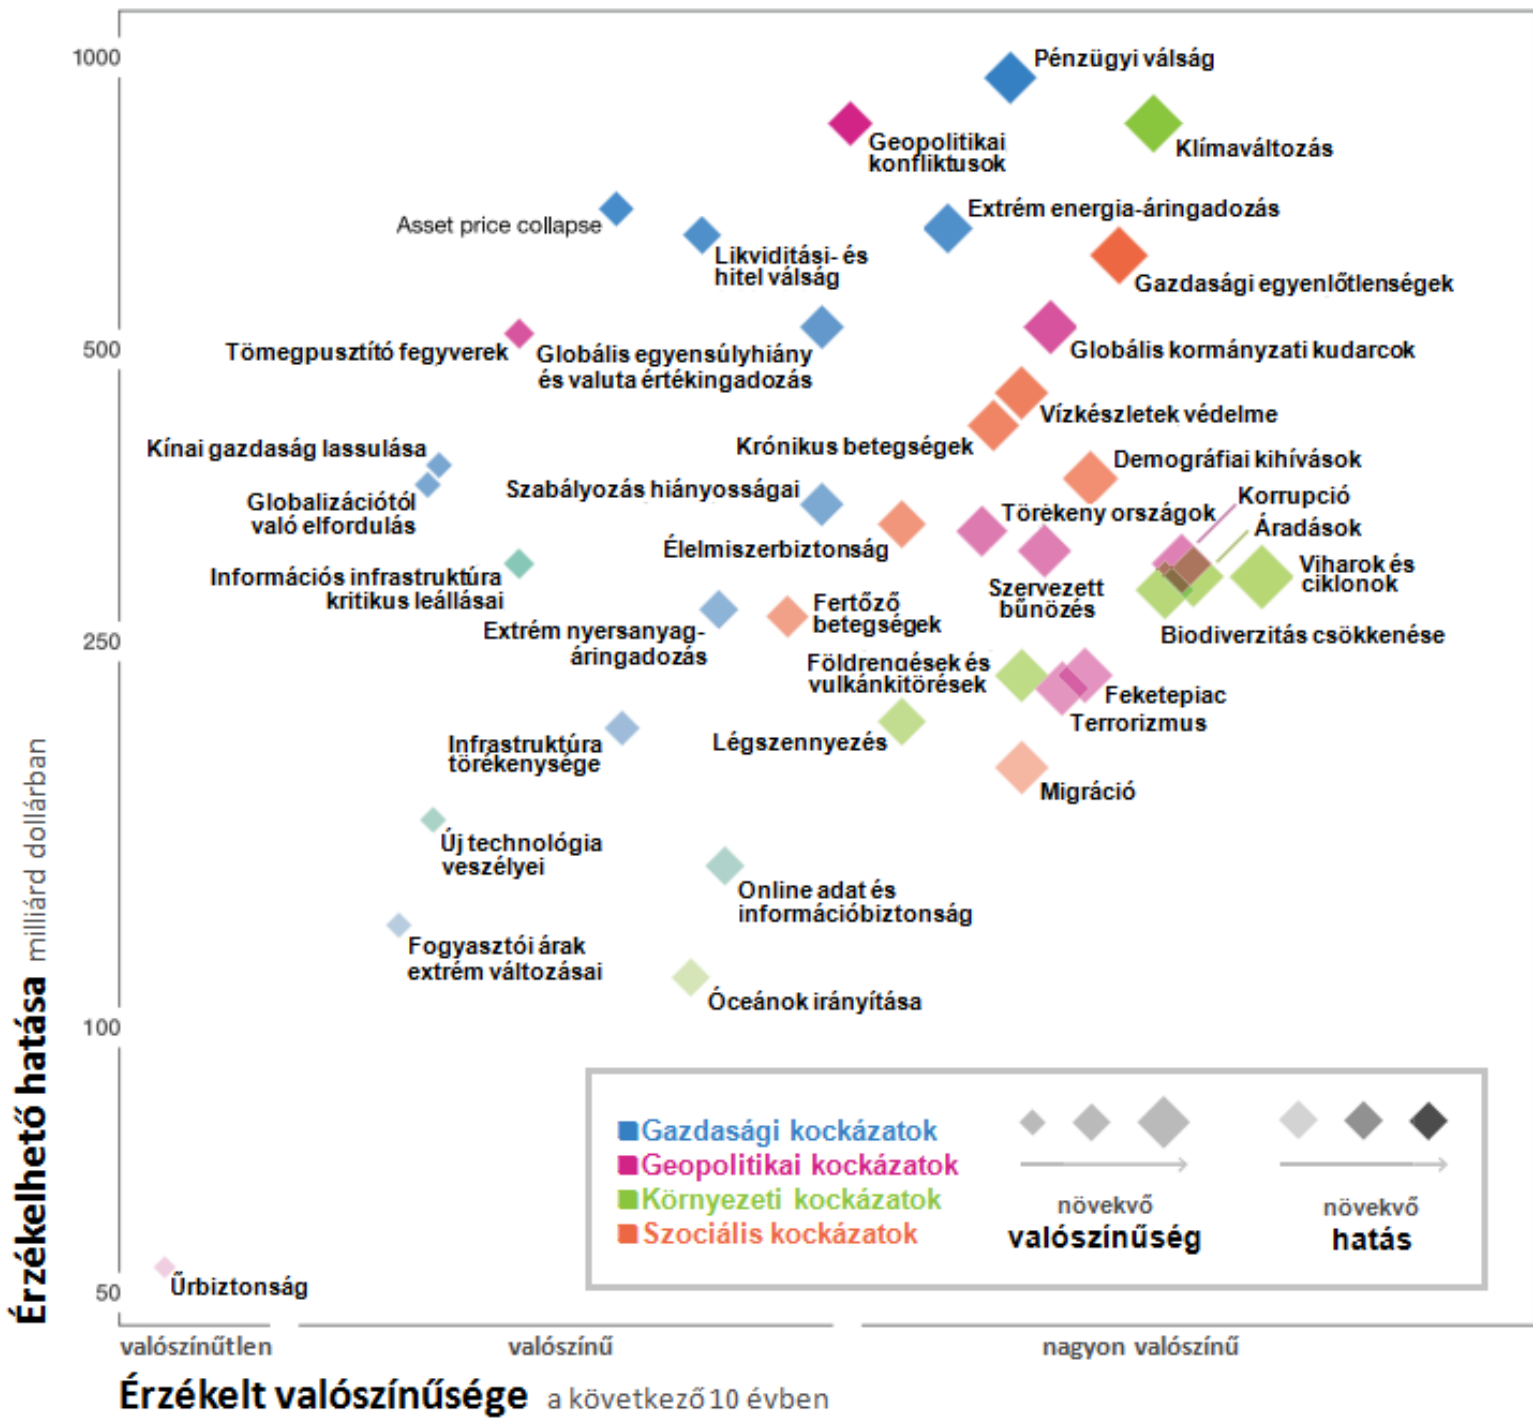 1000
Pénzügyi válság
Geopolitikai
konfliktusok
Klímaváltozás
Asset price collapse
Extrém energia-áringadozás
Likviditási- és
hitel válság
Gazdasági egyenlőtlenségek
500
Tömegpusztító fegyverek
Globális egyensúlyhiány
és valuta értékingadozás
Globális kormányzati kudarcok
Vízkészletek védelme
Kínai gazdaság lassulása
Krónikus betegségek
Demográfiai kihívások
Globalizációtól
való elfordulás
Szabályozás hiányosságai
Korrupció
Törékeny országok
Áradások
Élelmiszerbiztonság
Viharok és
ciklonok
Információs infrastruktúra
kritikus leállásai
Szervezett
bűnözés
Fertőző
betegségek
250
Extrém nyersanyag-
áringadozás
Biodiverzitás csökkenése
Földrengések és
vulkánkitörések
Feketepiac
Terrorizmus
Infrastruktúra
törékenysége
Légszennyezés
Migráció
Új technológia
veszélyei
Online adat és
információbiztonság
Fogyasztói árak
extrém változásai
Óceánok irányítása
100
Érzékelhető hatása milliárd dollárban
Gazdasági kockázatok
Geopolitikai kockázatok
Környezeti kockázatok
Szociális kockázatok
növekvő
valószínűség
növekvő
hatás
Űrbiztonság
50
valószínűtlen
valószínű
nagyon valószínű
Érzékelt valószínűsége a következő 10 évben